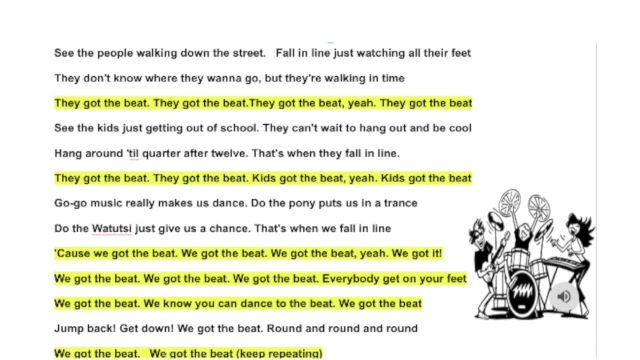 See the people walking down the street.   Fall in line just watching all their feet
They don't know where they wanna go, but they're walking in time
They got the beat. They got the beat.They got the beat, yeah. They got the beat
See the kids just getting out of school. They can't wait to hang out and be cool
Hang around 'til quarter after twelve. That's when they fall in line.
They got the beat. They got the beat. Kids got the beat, yeah. Kids got the beat
Go-go music really makes us dance. Do the pony puts us in a trance
Do the Watutsi just give us a chance. That's when we fall in line
'Cause we got the beat. We got the beat. We got the beat, yeah. We got it!
We got the beat. We got the beat. We got the beat. Everybody get on your feet
We got the beat. We know you can dance to the beat. We got the beat
Jump back! Get down! We got the beat. Round and round and round
We got the beat.   We got the beat (keep repeating)